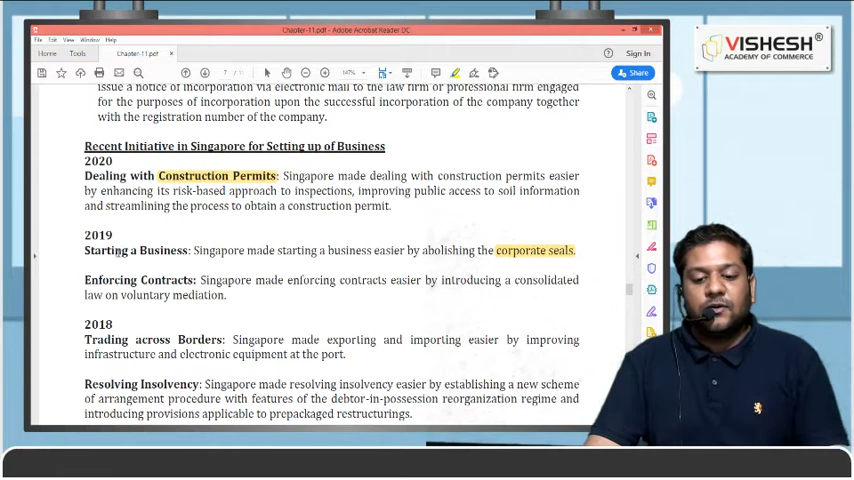 Chapter-11.pdf - Adobe Acrobat Reader DC
File Edit View Window Help
Home Tools Chapter-11.pdf × Sign In
7 / 147% Share
issue a notice of incorporation via electronic mail to the law firm or professional firm engaged
for the purposes of incorporation upon the successful incorporation of the company together
with the registration number of the company.
Recent Initiative in Singapore for Setting up of Business
2020
Dealing with Construction Permits: Singapore made dealing with construction permits easier
by enhancing its risk-based approach to inspections, improving public access to soil information
and streamlining the process to obtain a construction permit.
2019
Starting a Business: Singapore made starting a business easier by abolishing the corporate seals.
Enforcing Contracts: Singapore made enforcing contracts easier by introducing a consolidated
law on voluntary mediation.
2018
Trading across Borders: Singapore made exporting and importing easier by improving
infrastructure and electronic equipment at the port.
Resolving Insolvency: Singapore made resolving insolvency easier by establishing a new scheme
of arrangement procedure with features of the debtor-in-possession reorganization regime and
introducing provisions applicable to prepackaged restructurings.
VISHESH®
ACADEMY OF COMMERCE